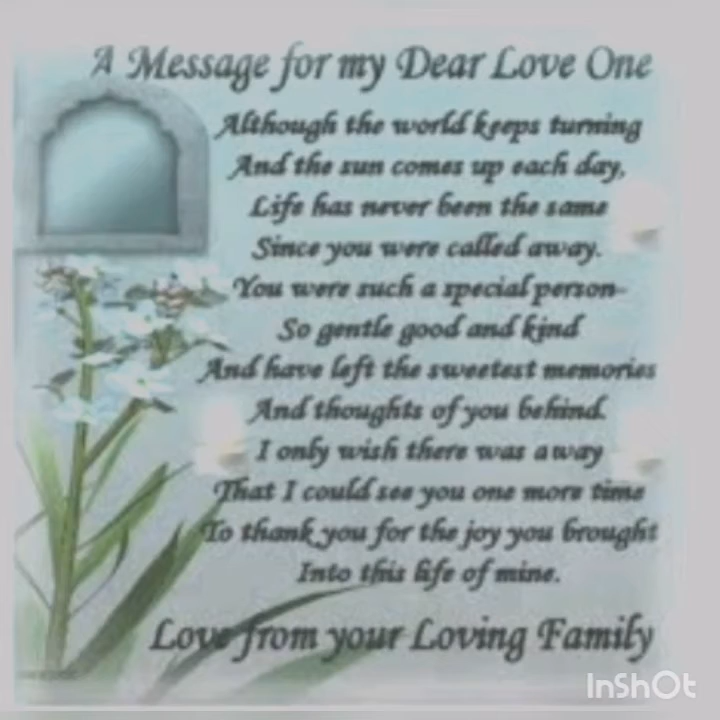 A Message for my Dear Love One
Although the world keeps turning
And the sun comes up each day,
Life has never been the same
Since you were called away.
You were such a special person-
So gentle good and kind
And have left the sweetest memories
And thoughts of you behind.
I only wish there was away
That I could see you one more time
To thank you for the joy you brought
Into this life of mine.
Love from your Loving Family
InShOt